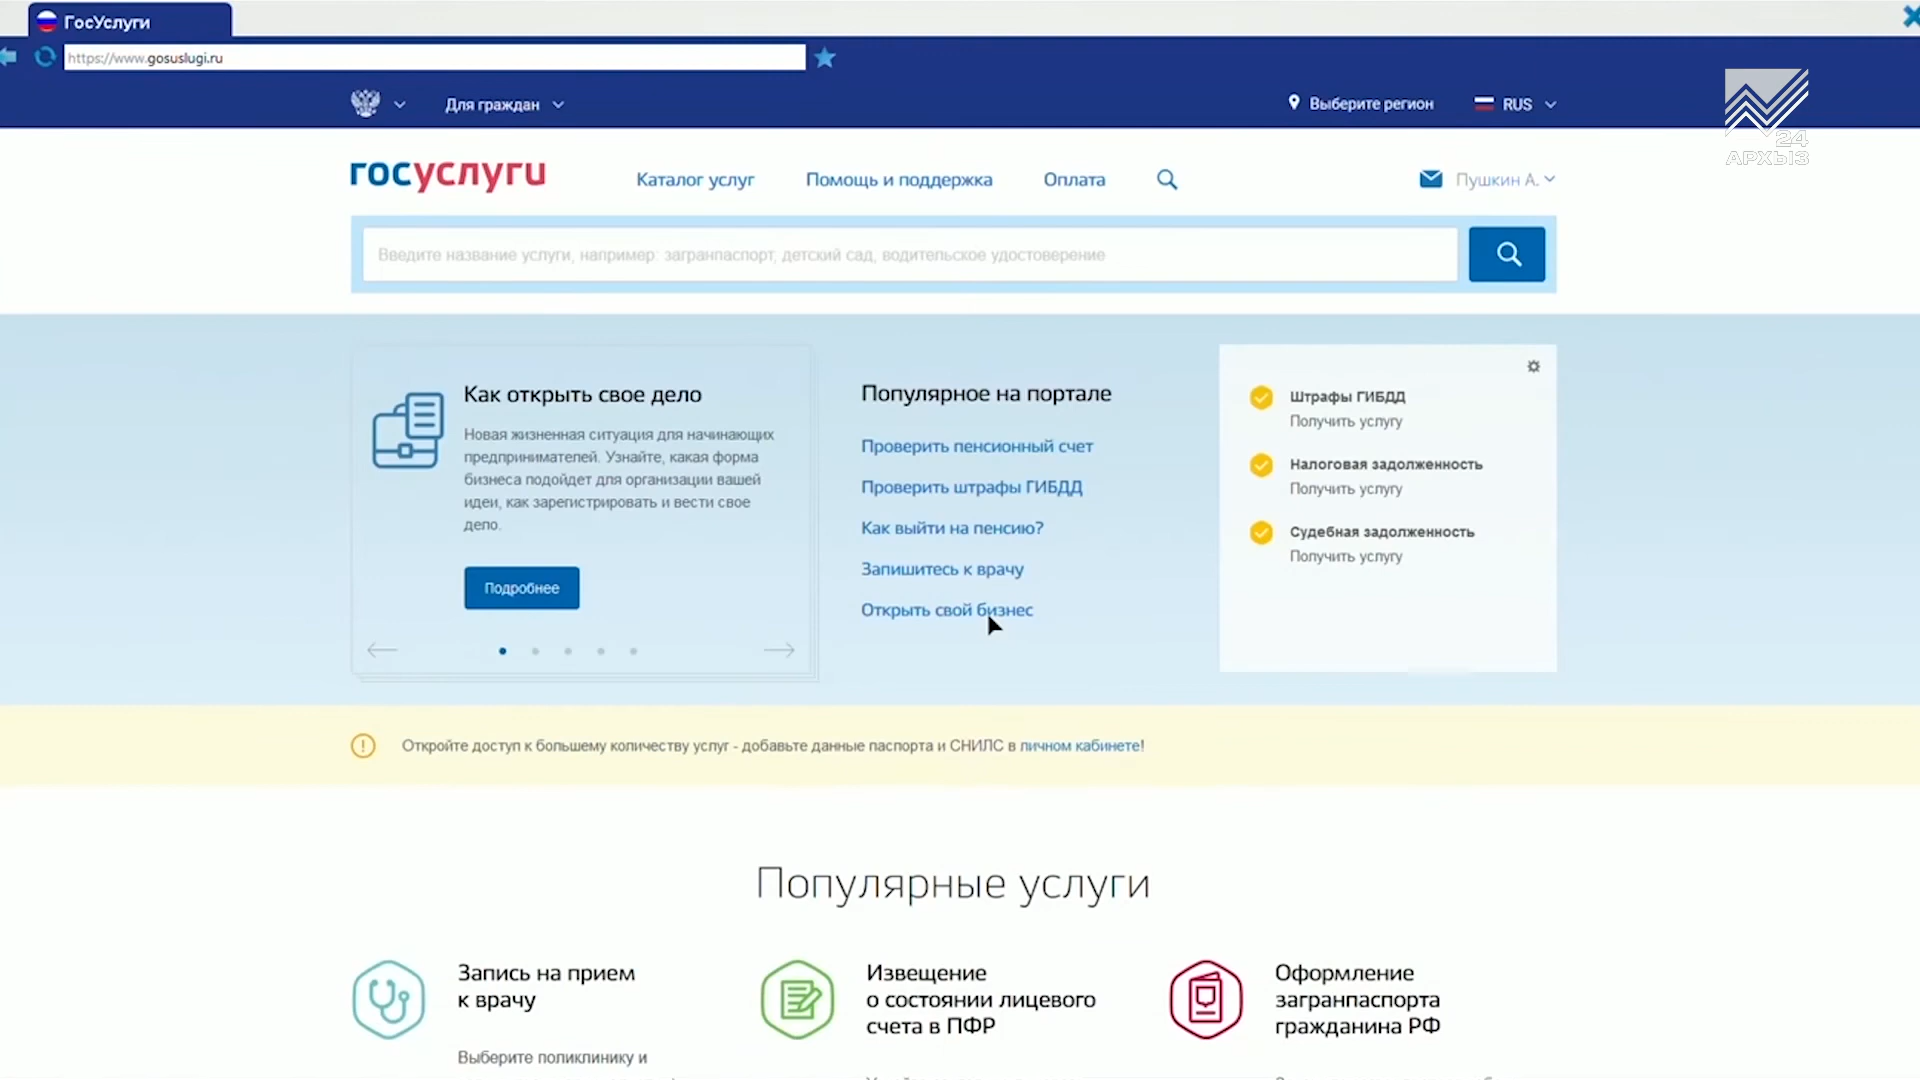 ГосУслуги
https://www.gosuslugi.ru
Для граждан
Выберите регион
RUS
24
АРХЫЗ
госуслуги
Каталог услуг
Помощь и поддержка
Оплата
Пушкин А.
Введите название услуги, например: загранпаспорт, детский сад, водительское удостоверение
Как открыть свое дело
Новая жизненная ситуация для начинающих
предпринимателей. Узнайте, какая форма
бизнеса подойдет для организации вашей
идеи, как зарегистрировать и вести свое
дело.
Подробнее
Популярное на портале
Проверить пенсионный счет
Проверить штрафы ГИБДД
Как выйти на пенсию?
Запишитесь к врачу
Открыть свой бизнес
Штрафы ГИБДД
Получить услугу
Налоговая задолженность
Получить услугу
Судебная задолженность
Получить услугу
Откройте доступ к большему количеству услуг - добавьте данные паспорта и СНИЛС в личном кабинете!
Популярные услуги
Запись на прием
к врачу
Выберите поликлинику и
Извещение
о состоянии лицевого
счета в ПФР
Оформление
загранпаспорта
гражданина РФ